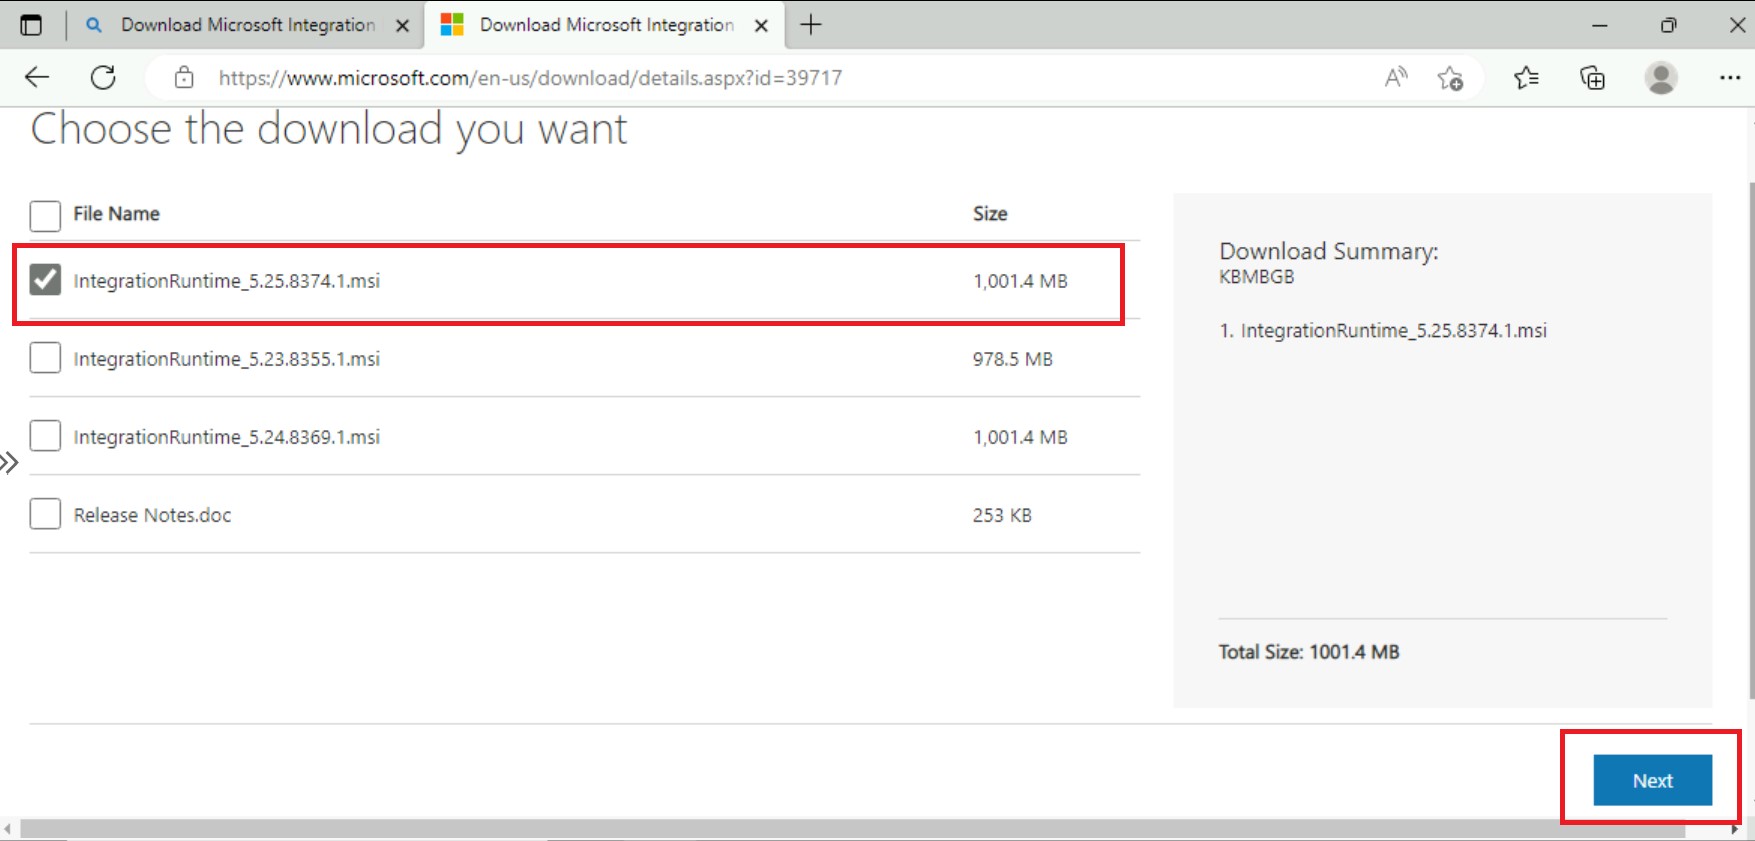 Download Microsoft Integration
Download Microsoft Integration
https://www.microsoft.com/en-us/download/details.aspx?id=39717
Choose the download you want
File Name Size
IntegrationRuntime_5.25.8374.1.msi 1,001.4 MB
IntegrationRuntime_5.23.8355.1.msi 978.5 MB
IntegrationRuntime_5.24.8369.1.msi 1,001.4 MB
Release Notes.doc 253 KB
Download Summary:
KBMBGB
1. IntegrationRuntime_5.25.8374.1.msi
Total Size: 1001.4 MB
Next